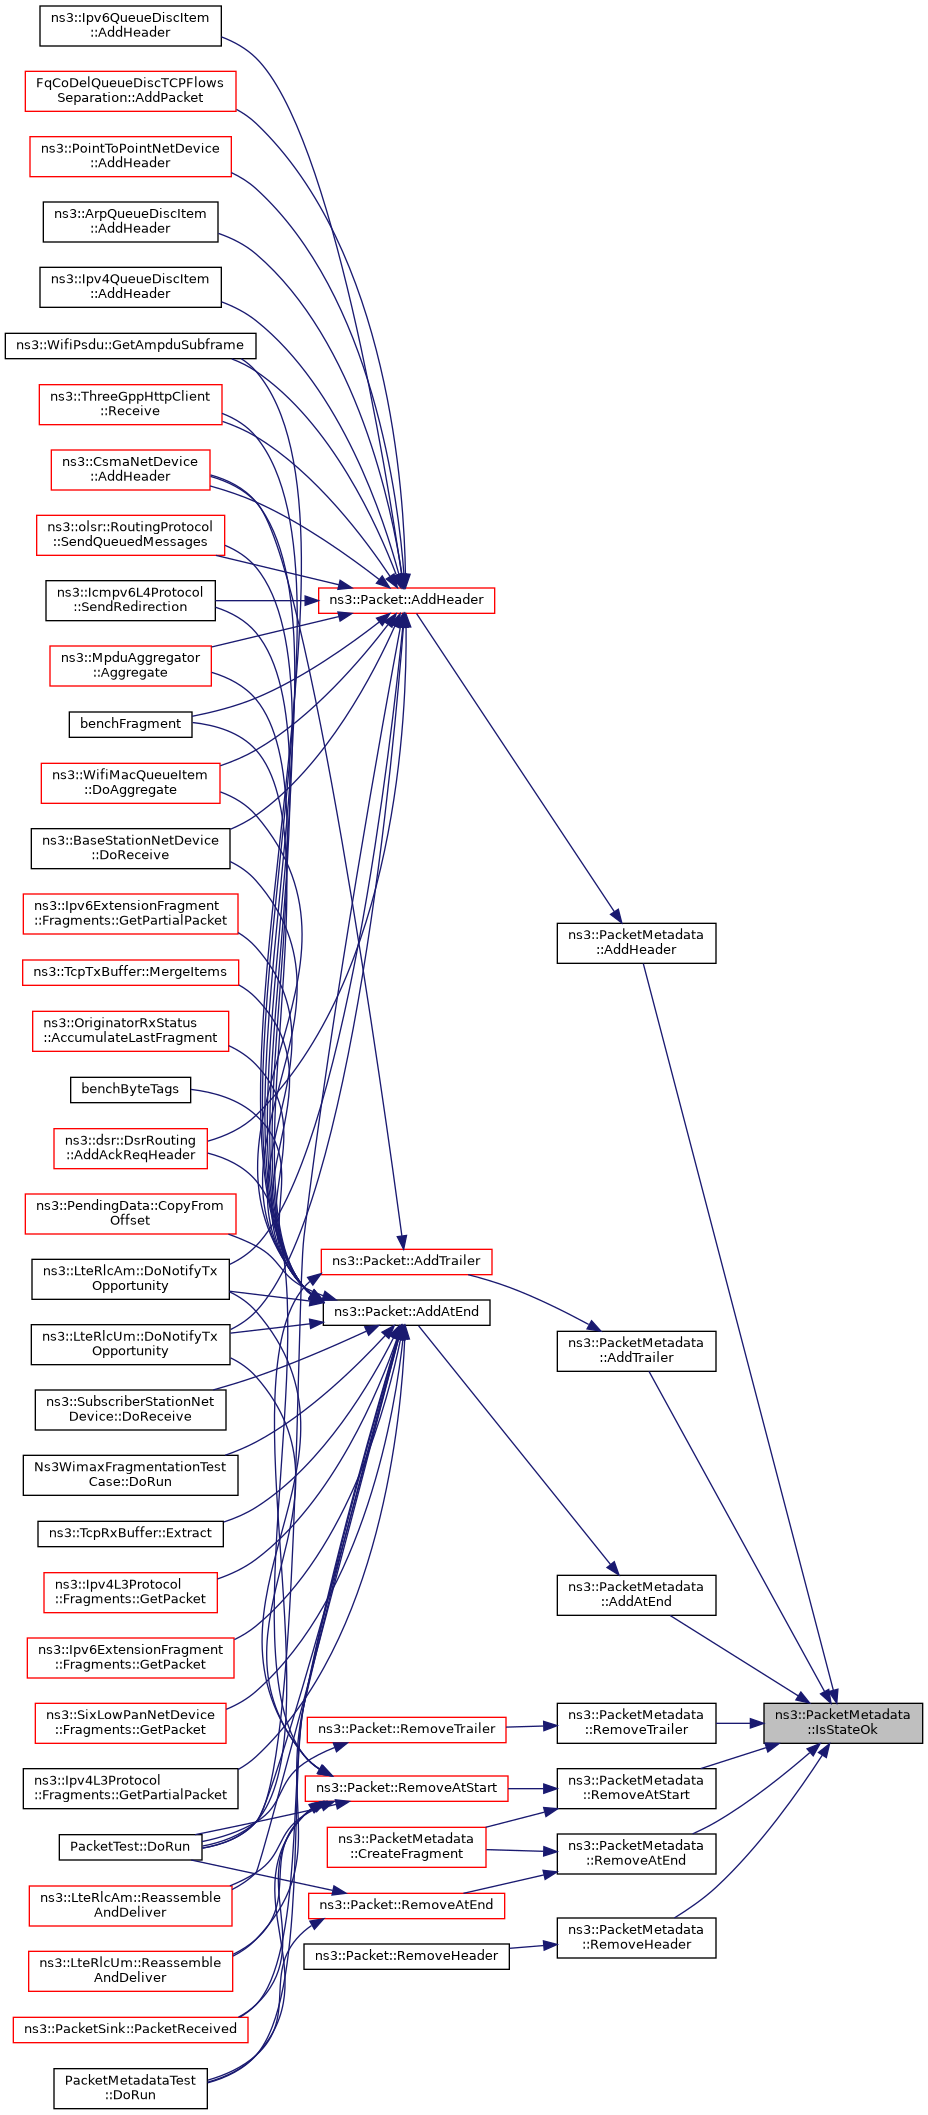 ns3::Ipv6QueueDiscItem
::AddHeader
FqCoDelQueueDiscTCPFlows
Separation::AddPacket
ns3::PointToPointNetDevice
::AddHeader
ns3::ArpQueueDiscItem
::AddHeader
ns3::Ipv4QueueDiscItem
::AddHeader
ns3::WifiPsdu::GetAmpduSubframe
ns3::ThreeGppHttpClient
::Receive
ns3::CsmaNetDevice
::AddHeader
ns3::olsr::RoutingProtocol
::SendQueuedMessages
ns3::Icmpv6L4Protocol
::SendRedirection
ns3::MpduAggregator
::Aggregate
benchFragment
ns3::WifiMacQueueItem
::DoAggregate
ns3::BaseStationNetDevice
::DoReceive
ns3::Ipv6ExtensionFragment
::Fragments::GetPartialPacket
ns3::TcpTxBuffer::MergeItems
ns3::OriginatorRxStatus
::AccumulateLastFragment
benchByteTags
ns3::dsr::DsrRouting
::AddAckReqHeader
ns3::PendingData::CopyFrom
Offset
ns3::LteRlcAm::DoNotifyTx
Opportunity
ns3::LteRlcUm::DoNotifyTx
Opportunity
ns3::SubscriberStationNet
Device::DoReceive
Ns3WimaxFragmentationTest
Case::DoRun
ns3::TcpRxBuffer::Extract
ns3::Ipv4L3Protocol
::Fragments::GetPacket
ns3::Ipv6ExtensionFragment
::Fragments::GetPacket
ns3::SixLowPanNetDevice
::Fragments::GetPacket
ns3::Ipv4L3Protocol
::Fragments::GetPartialPacket
PacketTest::DoRun
ns3::LteRlcAm::Reassemble
AndDeliver
ns3::LteRlcUm::Reassemble
AndDeliver
ns3::PacketSink::PacketReceived
PacketMetadataTest
::DoRun
ns3::Packet::AddHeader
ns3::Packet::AddTrailer
ns3::Packet::AddAtEnd
ns3::Packet::RemoveTrailer
ns3::Packet::RemoveAtStart
ns3::PacketMetadata
::CreateFragment
ns3::Packet::RemoveAtEnd
ns3::Packet::RemoveHeader
ns3::PacketMetadata
::AddHeader
ns3::PacketMetadata
::AddTrailer
ns3::PacketMetadata
::AddAtEnd
ns3::PacketMetadata
::RemoveTrailer
ns3::PacketMetadata
::RemoveAtStart
ns3::PacketMetadata
::RemoveAtEnd
ns3::PacketMetadata
::RemoveHeader
ns3::PacketMetadata
::IsStateOk